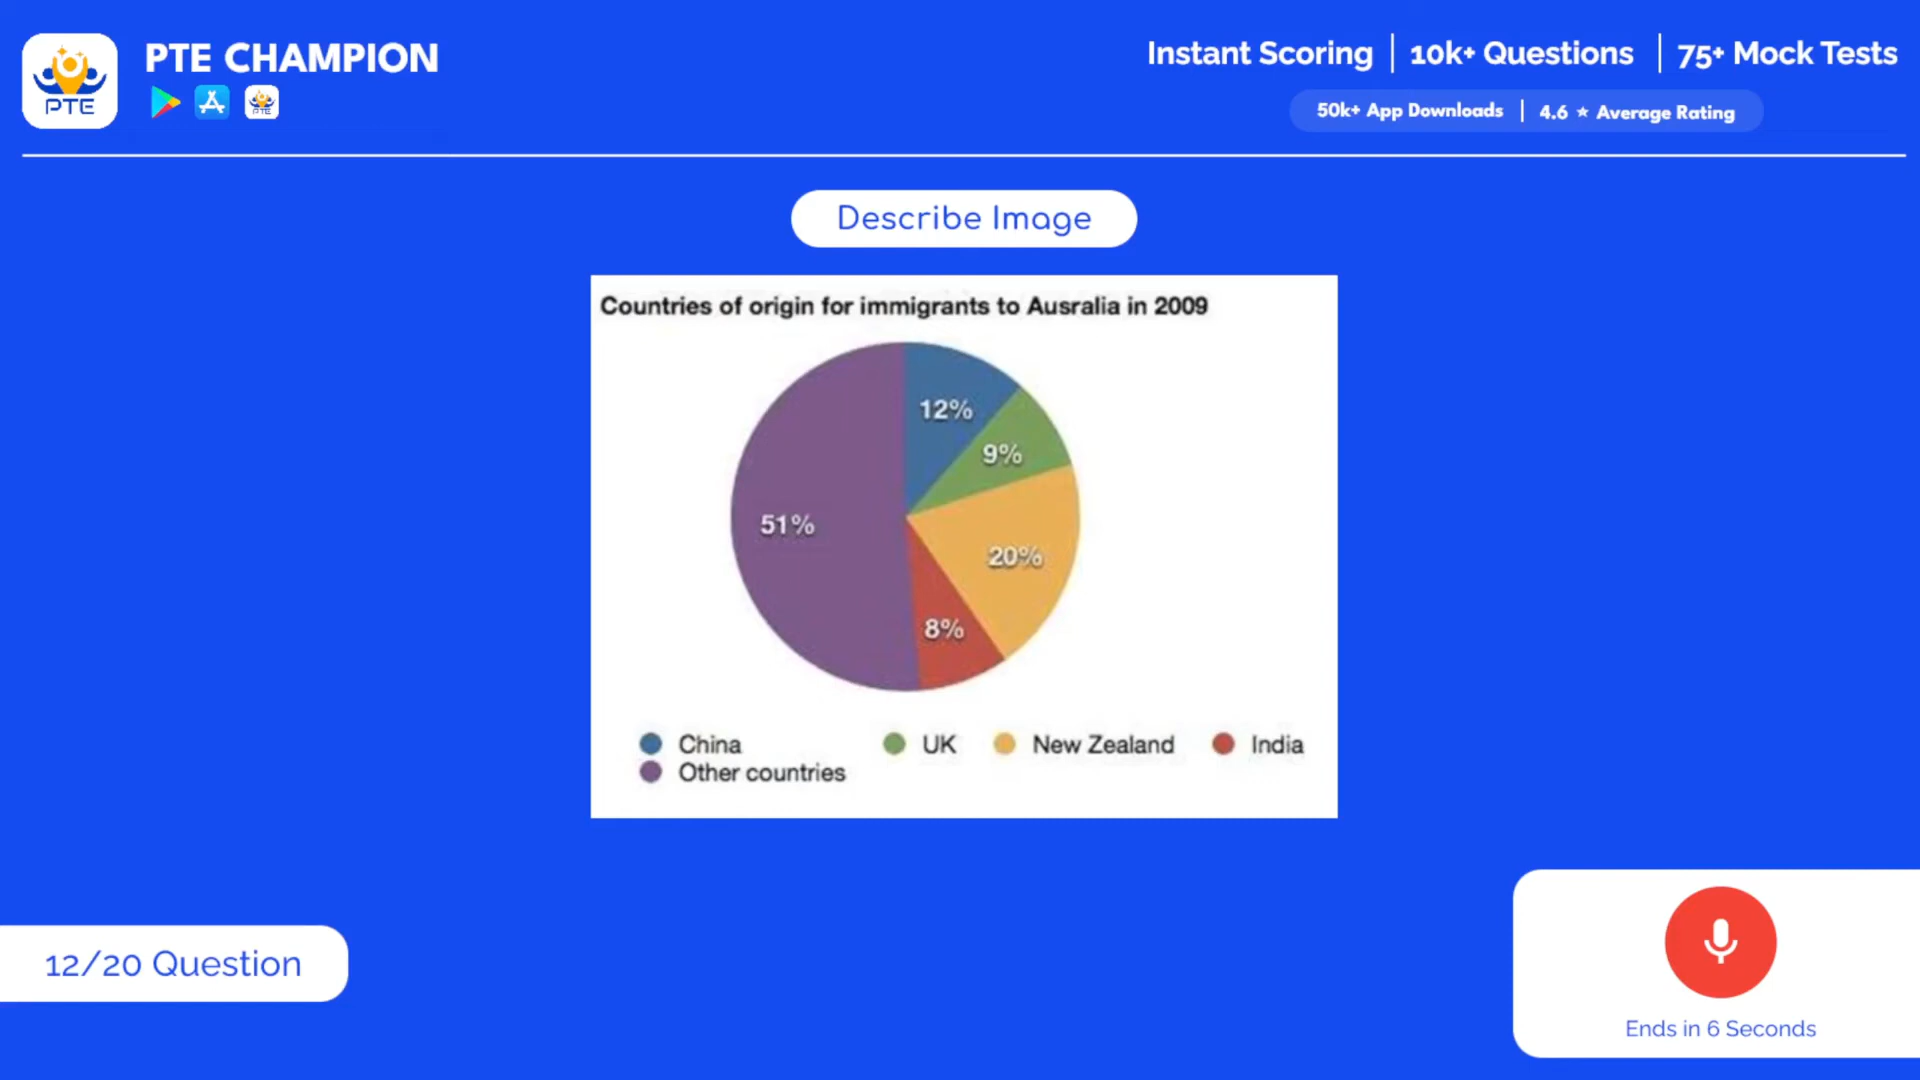 PTE CHAMPION
PTE
PTE
Instant Scoring | 10k+ Questions | 75+ Mock Tests
50k+ App Downloads | 4.6 ★ Average Rating
Describe Image
Countries of origin for immigrants to Ausralia in 2009
12%
9%
51%
20%
8%
China
UK
New Zealand
India
Other countries
12/20 Question
Ends in 6 Seconds